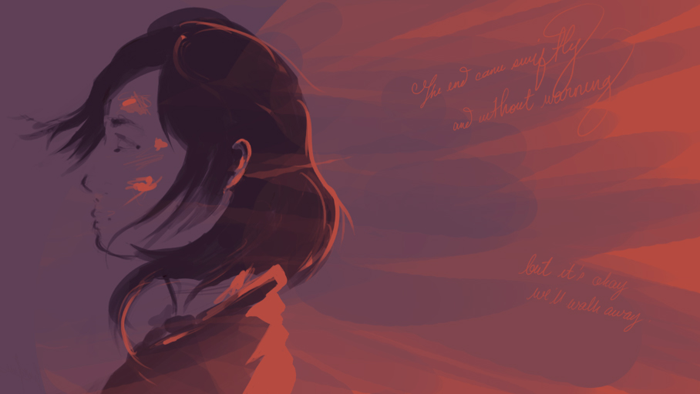 The end came swiftly
and without warning
but it's okay
we'll walk away